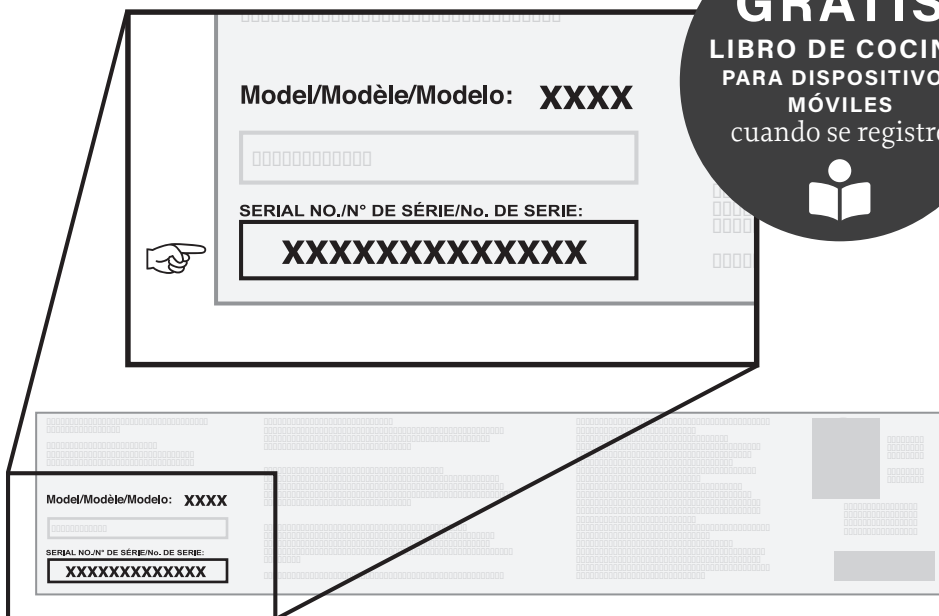 GRATIS
LIBRO DE COCIN
PARA DISPOSITIVO
MÓVILES
cuando se registr
Model/Modèle/Modelo: XXXX
SERIAL NO./N° DE SÉRIE/No. DE SERIE:
XXXXXXXXXXXXX
Model/Modèle/Modelo: XXXX
SERIAL NO./N° DE SÉRIE/No. DE SERIE:
XXXXXXXXXXXXX